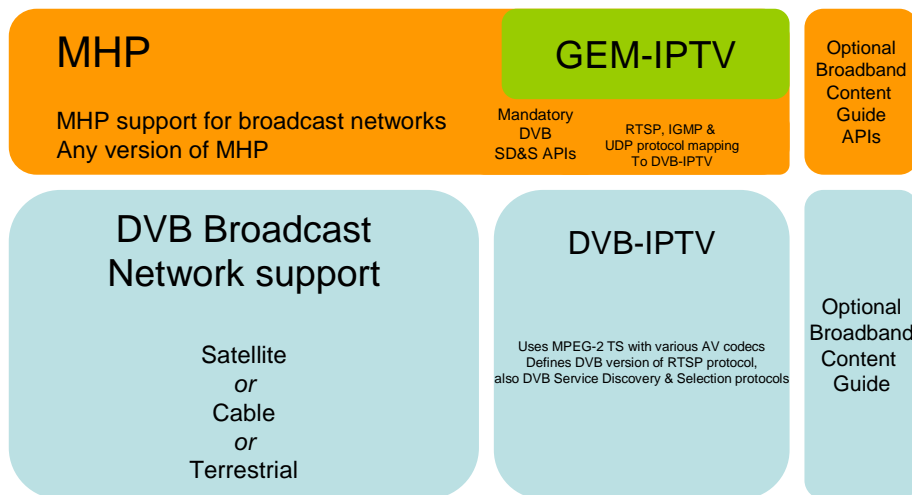 MHP
MHP support for broadcast networks
Any version of MHP
GEM-IPTV
Mandatory
DVB
SD&S APIs
RTSP, IGMP &
UDP protocol mapping
To DVB-IPTV
Optional
Broadband
Content
Guide
APIs
DVB Broadcast
Network support
Satellite
or
Cable
or
Terrestrial
DVB-IPTV
Uses MPEG-2 TS with various AV codecs
Defines DVB version of RTSP protocol,
also DVB Service Discovery & Selection protocols
Optional
Broadband
Content
Guide